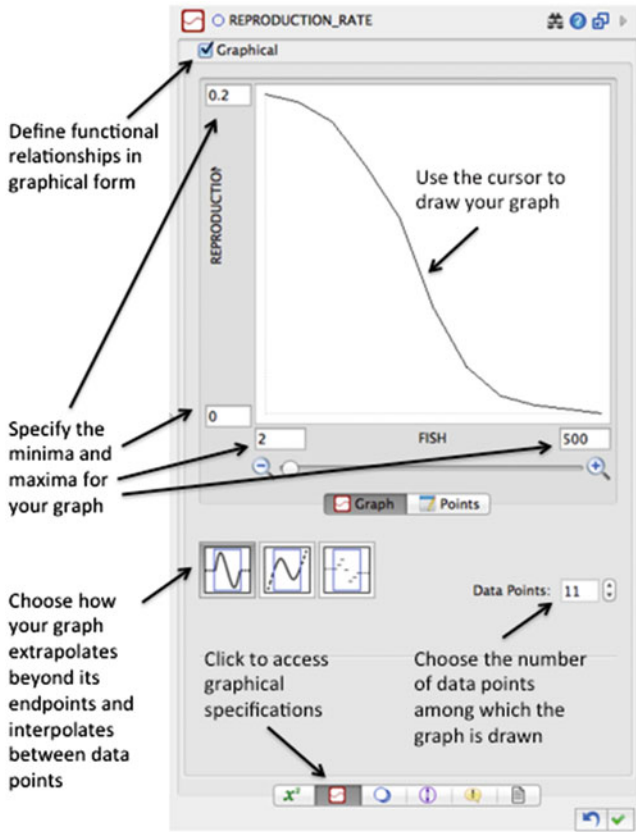 REPRODUCTION_RATE
Graphical
0.2
Define functional
relationships in
graphical form
REPRODUCTION
Use the cursor to
draw your graph
0
Specify the
minima and
maxima for
your graph
2
FISH
500
Graph
Points
Data Points:
11
Choose how
your graph
extrapolates
beyond its
endpoints and
interpolates
between data
points
Click to access
graphical
specifications
Choose the number
of data points
among which the
graph is drawn
x²